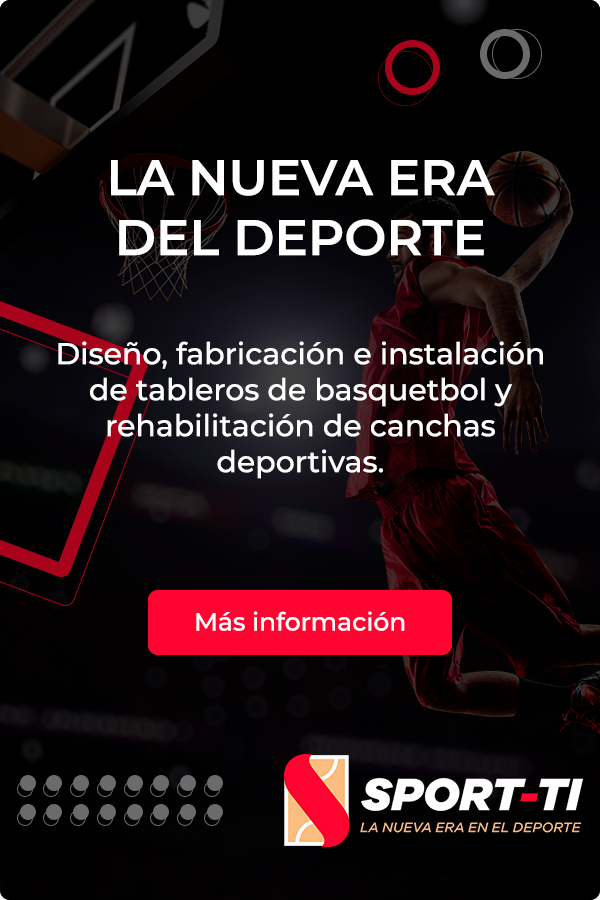 LA NUEVA ERA
DEL DEPORTE
Diseño, fabricación e instalación
de tableros de basquetbol y
rehabilitación de canchas
deportivas.
Más información
SPORT-TI
LA NUEVA ERA EN EL DEPORTE